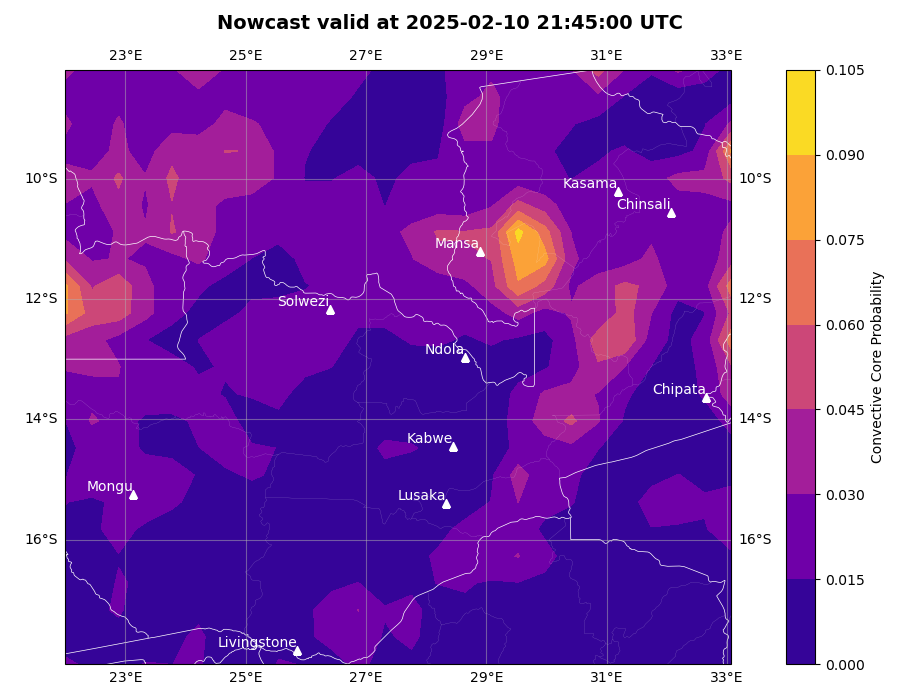 Nowcast valid at 2025-02-10 21:45:00 UTC
23°E 25°E 27°E 29°E 31°E 33°E
0.105
0.090
10°S 10°S
Kasama
Chinsali
0.075
Mansa
12°S 12°S
Solwezi
0.060
Ndola
Chipata
14°S 14°S
0.045
Kabwe
Mongu
Lusaka
0.030
16°S 16°S
0.015
Livingstone
0.000
23°E 25°E 27°E 29°E 31°E 33°E
Convective Core Probability